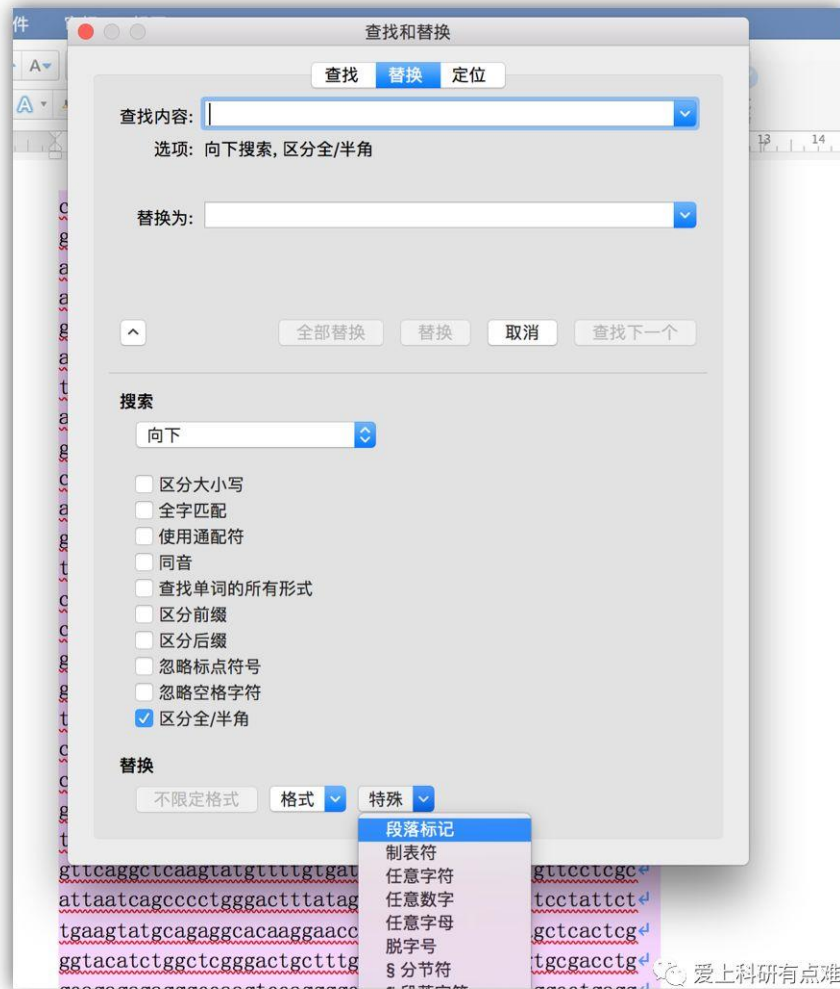 件
查找和替换
查找 替换 定位
查找内容:
选项: 向下搜索, 区分全/半角
替换为:
全部替换 替换 取消 查找下一个
搜索
向下
区分大小写
全字匹配
使用通配符
同音
查找单词的所有形式
区分前缀
区分后缀
忽略标点符号
忽略空格字符
区分全/半角
替换
不限定格式 格式 特殊
段落标记
制表符
任意字符
任意数字
任意字母
脱字号
§ 分节符
13 14
c
g
a
a
g
a
t
a
g
c
a
g
t
c
c
g
g
t
c
c
g
t
gttcaggctcaagtatgttttgtgat gttcctcgc
attaatcagcccctgggactttatag tcctattct
tgaagtatgcagaggcacaaggaacc gctcactcg
ggtacatctggctcgggactgctttg tgcgacctg
爱上科研有点难